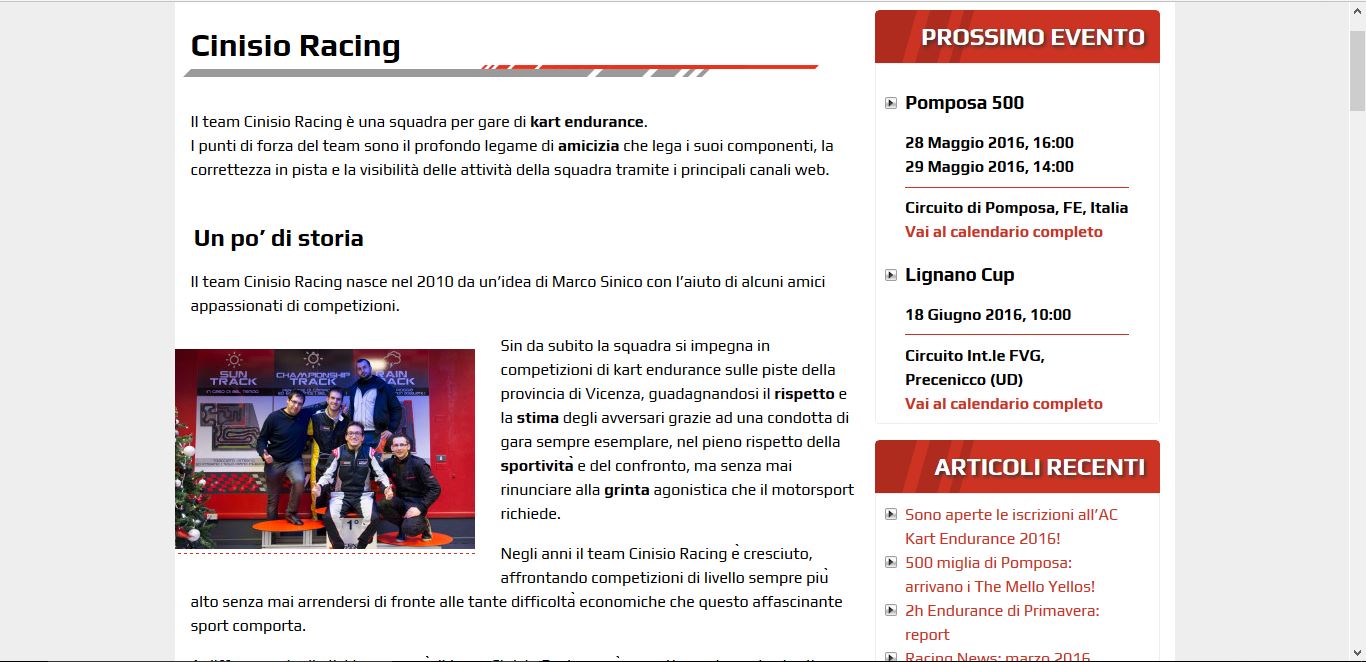 Cinisio Racing
Il team Cinisio Racing è una squadra per gare di kart endurance.
I punti di forza del team sono il profondo legame di amicizia che lega i suoi componenti, la
correttezza in pista e la visibilità delle attività della squadra tramite i principali canali web.
Un po’ di storia
Il team Cinisio Racing nasce nel 2010 da un’idea di Marco Sinico con l’aiuto di alcuni amici
appassionati di competizioni.
SUN
TRACK
CHAMPIONSHIP
TRACK
RAIN
TRACK
1°
Sin da subito la squadra si impegna in
competizioni di kart endurance sulle piste della
provincia di Vicenza, guadagnandosi il rispetto e
la stima degli avversari grazie ad una condotta di
gara sempre esemplare, nel pieno rispetto della
sportività e del confronto, ma senza mai
rinunciare alla grinta agonistica che il motorsport
richiede.
Negli anni il team Cinisio Racing è cresciuto,
affrontando competizioni di livello sempre più
alto senza mai arrendersi di fronte alle tante difficoltà economiche che questo affascinante
sport comporta.
PROSSIMO EVENTO
Pomposa 500
28 Maggio 2016, 16:00
29 Maggio 2016, 14:00
Circuito di Pomposa, FE, Italia
Vai al calendario completo
Lignano Cup
18 Giugno 2016, 10:00
Circuito Int.le FVG,
Precenicco (UD)
Vai al calendario completo
ARTICOLI RECENTI
Sono aperte le iscrizioni all’AC
Kart Endurance 2016!
500 miglia di Pomposa:
arrivano i The Mello Yellos!
2h Endurance di Primavera:
report
Racing News: marzo 2016